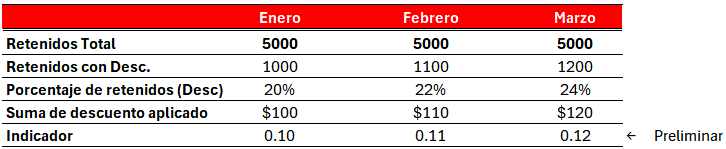 Enero Febrero Marzo
Retenidos Total 5000 5000 5000
Retenidos con Desc. 1000 1100 1200
Porcentaje de retenidos (Desc) 20% 22% 24%
Suma de descuento aplicado $100 $110 $120
Indicador 0.10 0.11 0.12 ← Preliminar